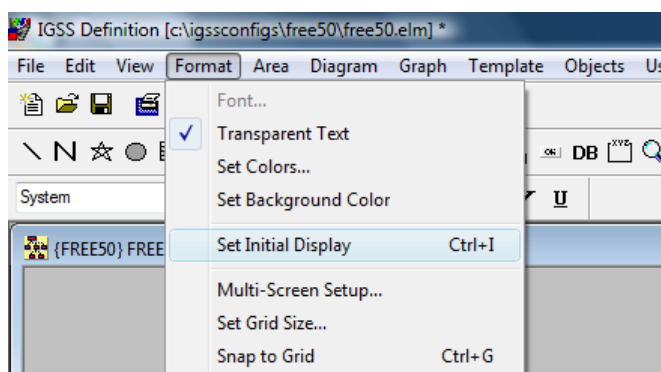 IGSS Definition [c:\igssconfigs\free50\free50.elm] *
File Edit View Format Area Diagram Graph Template Objects
Font...
✓ Transparent Text
DB
Set Colors...
System Set Background Color U
{FREE50} FREE Set Initial Display Ctrl+I
Multi-Screen Setup...
Set Grid Size...
Snap to Grid Ctrl+G